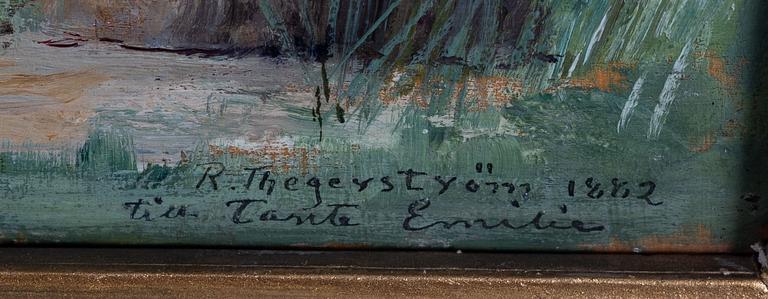 R. Thegerström 1882
till Tante Emilie